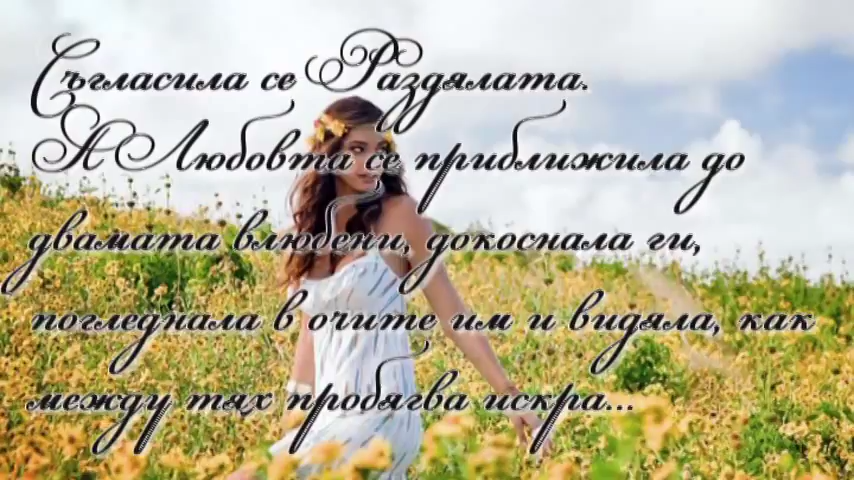 Съгласила се Раздялата.
А Любовта се приближила до
двамата влюбени, докоснала ги,
погледнала в очите им и видяла, как
между тях пробягва искра...